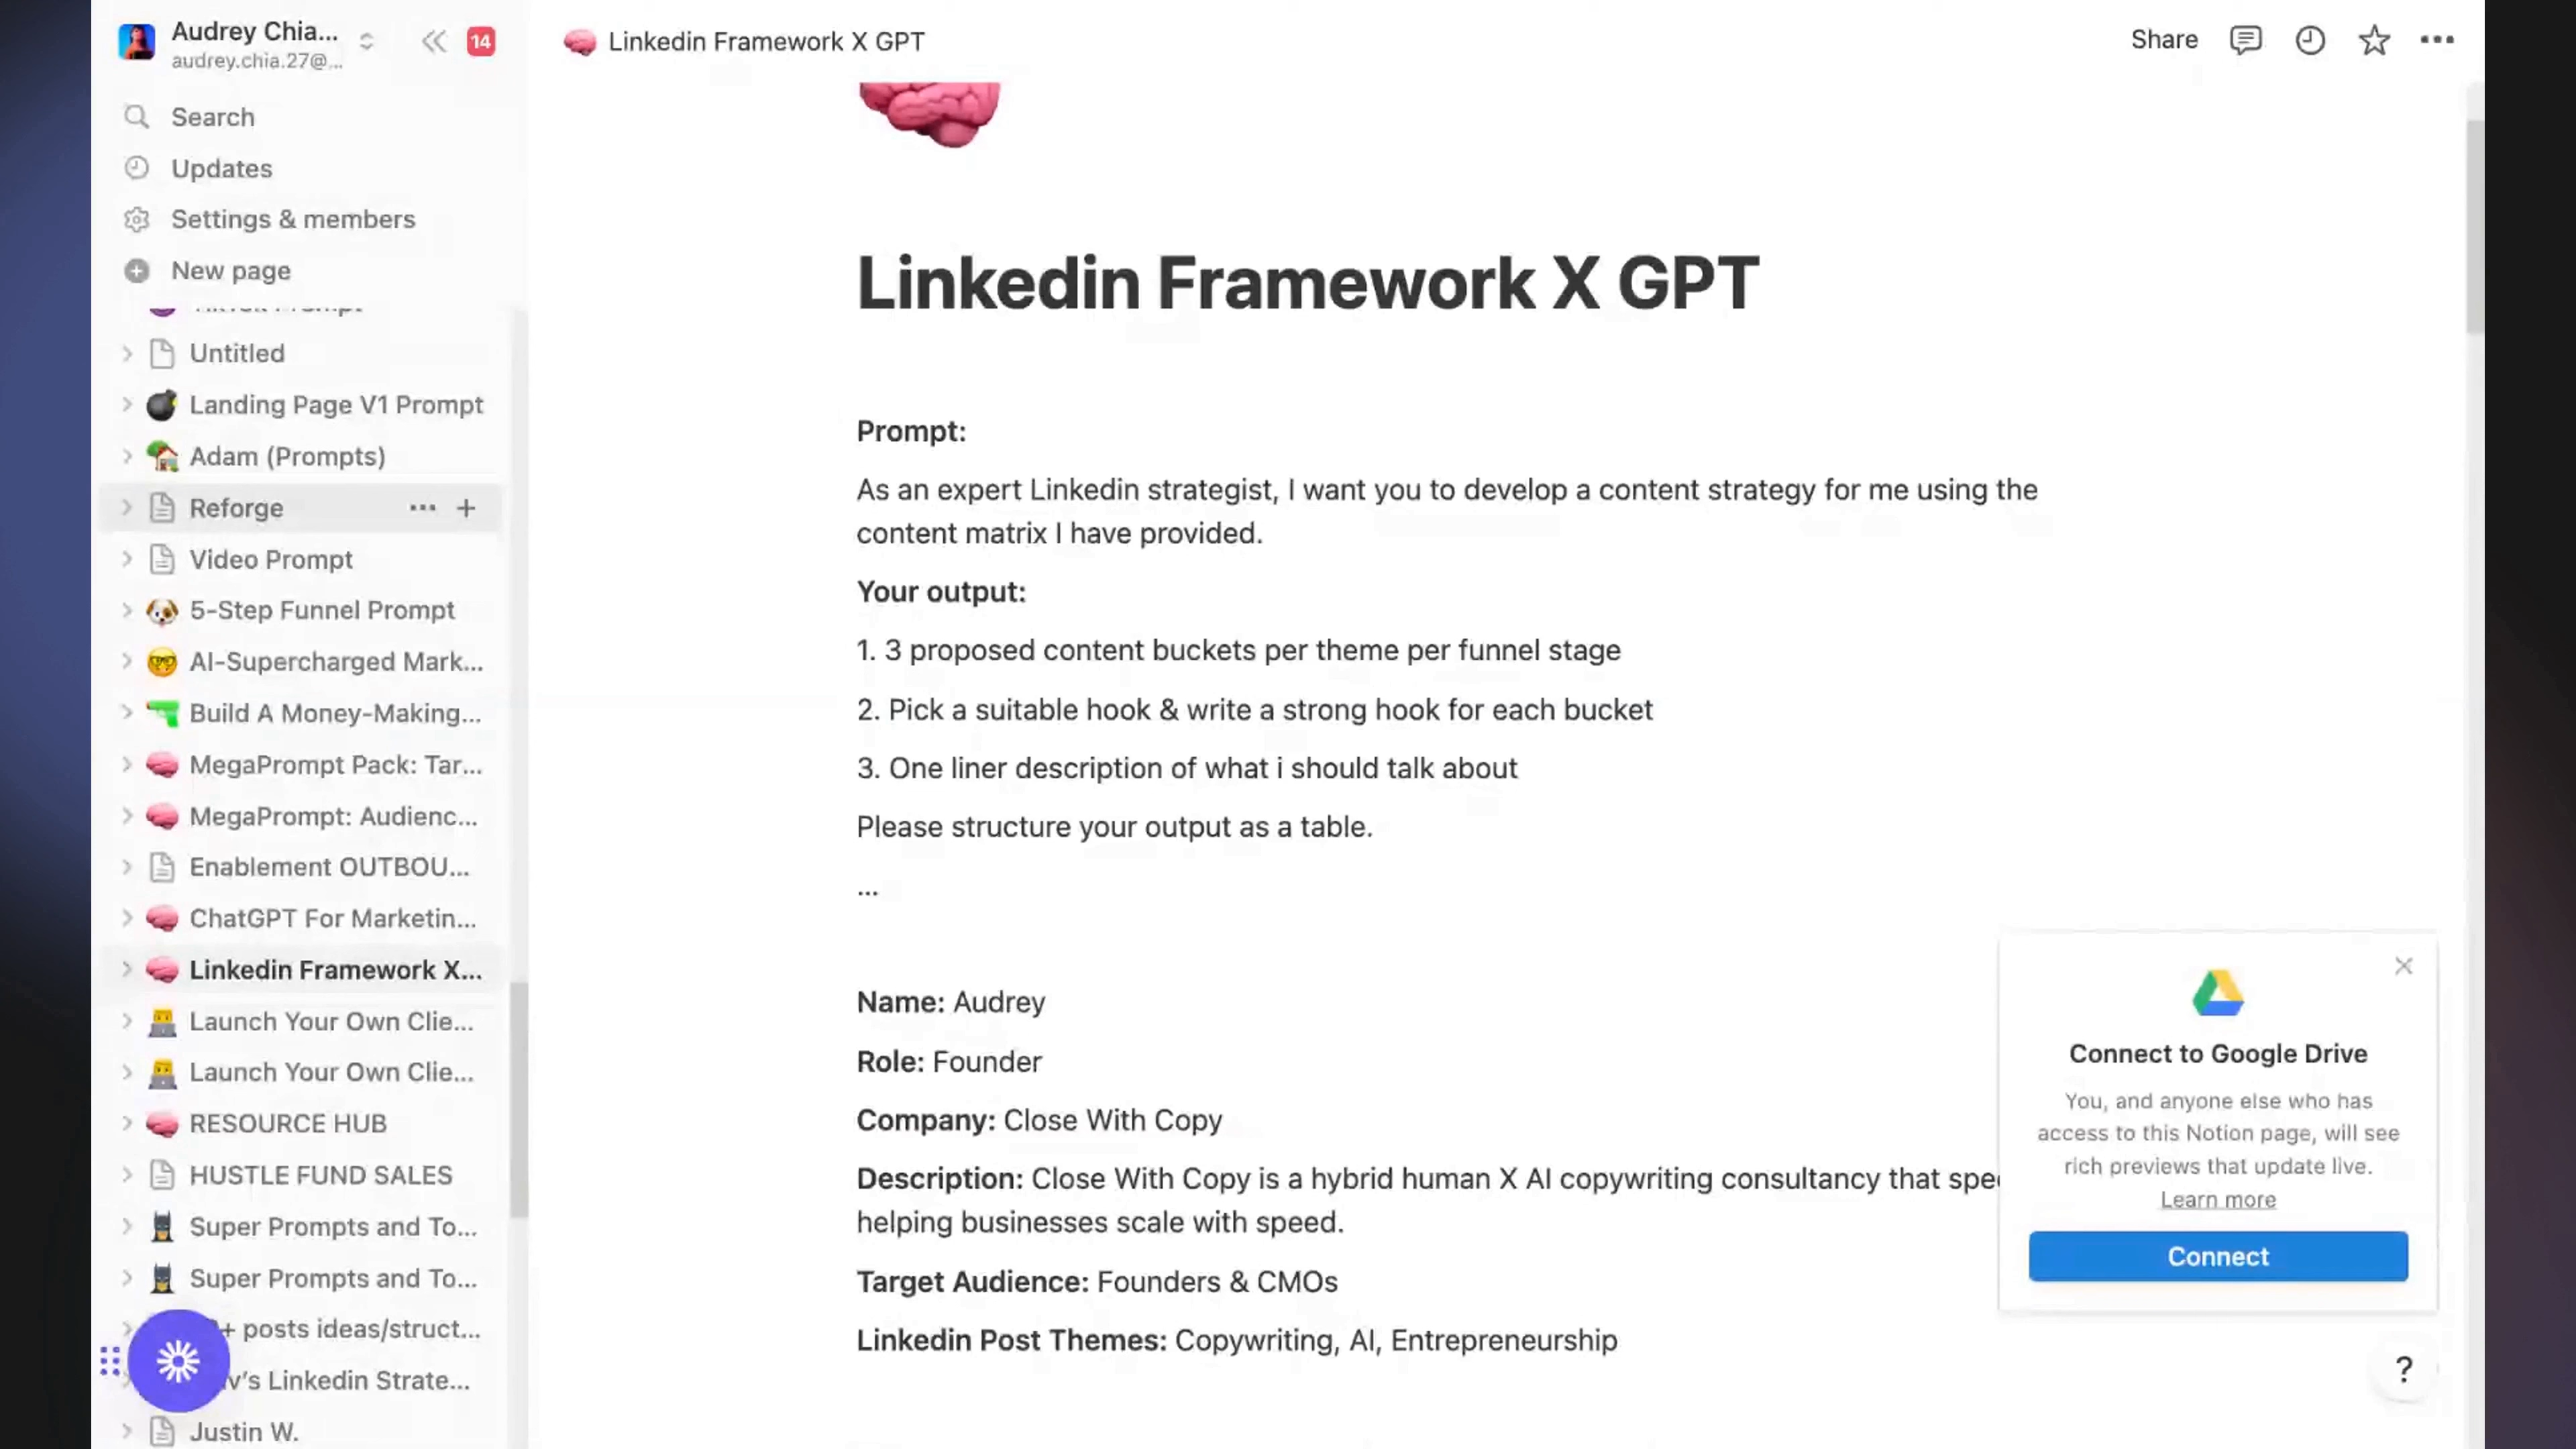 Audrey Chia...
audrey.chia.27@...
14
Search
Updates
Settings & members
New page
TikTok Prompt
Untitled
Landing Page V1 Prompt
Adam (Prompts)
Reforge
Video Prompt
5-Step Funnel Prompt
AI-Supercharged Mark...
Build A Money-Making...
MegaPrompt Pack: Tar...
MegaPrompt: Audienc...
Enablement OUTBOU...
ChatGPT For Marketin...
Linkedin Framework X...
Launch Your Own Clie...
Launch Your Own Clie...
RESOURCE HUB
HUSTLE FUND SALES
Super Prompts and To...
Super Prompts and To...
+ posts ideas/struct...
v's Linkedin Strate...
Justin W.
Linkedin Framework X GPT
Share
Linkedin Framework X GPT
Prompt:
As an expert Linkedin strategist, I want you to develop a content strategy for me using the
content matrix I have provided.
Your output:
1. 3 proposed content buckets per theme per funnel stage
2. Pick a suitable hook & write a strong hook for each bucket
3. One liner description of what i should talk about
Please structure your output as a table.
...
Name: Audrey
Role: Founder
Company: Close With Copy
Description: Close With Copy is a hybrid human X AI copywriting consultancy that spe
helping businesses scale with speed.
Target Audience: Founders & CMOs
Linkedin Post Themes: Copywriting, AI, Entrepreneurship
Connect to Google Drive
You, and anyone else who has
access to this Notion page, will see
rich previews that update live.
Learn more
Connect
?